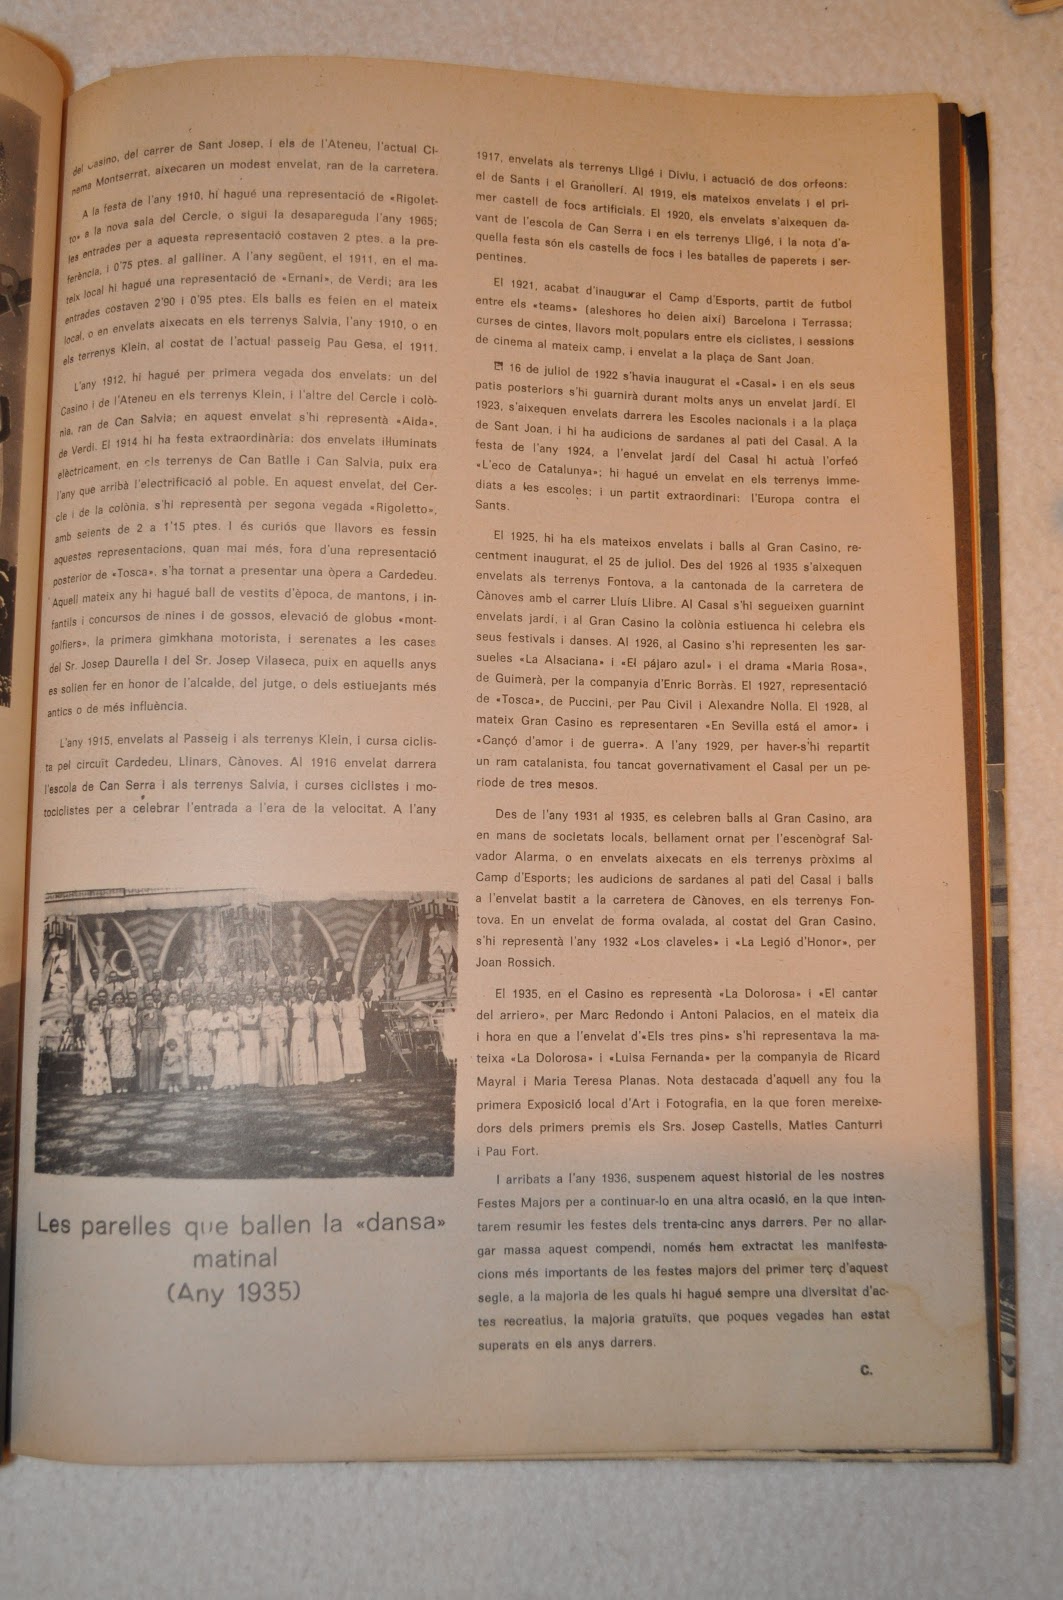 del Casino, del carrer de Sant Josep, i els de l'Ateneu, l'actual Ci-
nema Montserrat, aixecaren un modest envelat, ran de la carretera.
A la festa de l'any 1910, hi hagué una representació de «Rigolet-
to» a la nova sala del Cercle, o sigui la desapareguda l'any 1965;
les entrades per a aquesta representació costaven 2 ptes. a la pre-
ferència, i 0'75 ptes. al galliner. A l'any següent, el 1911, en el ma-
teix local hi hagué una representació de «Ernani», de Verdi; ara les
entrades costaven 2'90 i 0'95 ptes. Els balls es feien en el mateix
local, o en envelats aixecats en els terrenys Salvia, l'any 1910, o en
els terrenys Klein, al costat de l'actual passeig Pau Gesa, el 1911.
L'any 1912, hi hagué per primera vegada dos envelats: un del
Casino i de l'Ateneu en els terrenys Klein, i l'altre del Cercle i colò-
nia, ran de Can Salvia; en aquest envelat s'hi representà «Aida»,
de Verdi. El 1914 hi ha festa extraordinària: dos envelats il·luminats
elèctricament, en els terrenys de Can Batlle i Can Salvia, puix era
l'any que arribà l'electrificació al poble. En aquest envelat, del Cer-
cle i de la colònia, s'hi representà per segona vegada «Rigoletto»,
amb seients de 2 a 1'15 ptes. I és curiós que llavors es fessin
aquestes representacions, quan mai més, fora d'una representació
posterior de «Tosca», s'ha tornat a presentar una òpera a Cardedeu.
Aquell mateix any hi hagué ball de vestits d'època, de mantons, i in-
fantils i concursos de nines i de gossos, elevació de globus «mont-
golfiers», la primera gimkhana motorista, i serenates a les cases
del Sr. Josep Daurella i del Sr. Josep Vilaseca, puix en aquells anys
es solien fer en honor de l'alcalde, del jutge, o dels estiuejants més
antics o de més influència.
L'any 1915, envelats al Passeig i als terrenys Klein, i cursa ciclis-
ta pel circuit Cardedeu, Llinars, Cànoves. Al 1916 envelat darrera
l'escola de Can Serra i als terrenys Salvia, i curses ciclistes i mo-
tociclistes per a celebrar l'entrada a l'era de la velocitat. A l'any
Les parelles que ballen la «dansa»
matinal
(Any 1935)
1917, envelats als terrenys Lligé i Diviu, i actuació de dos orfeons:
el de Sants i el Granollerí. Al 1919, els mateixos envelats i el pri-
mer castell de focs artificials. El 1920, els envelats s'aixequen da-
vant de l'escola de Can Serra i en els terrenys Lligé, i la nota d'a-
quella festa són els castells de focs i les batalles de paperets i ser-
pentines.
El 1921, acabat d'inaugurar el Camp d'Esports, partit de futbol
entre els «teams» (aleshores ho deien així) Barcelona i Terrassa;
curses de cintes, llavors molt populars entre els ciclistes, i sessions
de cinema al mateix camp, i envelat a la plaça de Sant Joan.
El 16 de juliol de 1922 s'havia inaugurat el «Casal» i en els seus
patis posteriors s'hi guarnirà durant molts anys un envelat jardí. El
1923, s'aixequen envelats darrera les Escoles nacionals i a la plaça
de Sant Joan, i hi ha audicions de sardanes al pati del Casal. A la
festa de l'any 1924, a l'envelat jardí del Casal hi actuà l'orfeó
«L'eco de Catalunya»; hi hagué un envelat en els terrenys imme-
diats a les escoles; i un partit extraordinari: l'Europa contra el
Sants.
El 1925, hi ha els mateixos envelats i balls al Gran Casino, re-
centment inaugurat, el 25 de juliol. Des del 1926 al 1935 s'aixequen
envelats als terrenys Fontova, a la cantonada de la carretera de
Cànoves amb el carrer Lluís Llibre. Al Casal s'hi segueixen guarnint
envelats jardí, i al Gran Casino la colònia estiuenca hi celebra els
seus festivals i danses. Al 1926, al Casino s'hi representen les sar-
sueles «La Alsaciana» i «El pájaro azul» i el drama «Maria Rosa»,
de Guimerà, per la companyia d'Enric Borràs. El 1927, representació
de «Tosca», de Puccini, per Pau Civil i Alexandre Nolla. El 1928, al
mateix Gran Casino es representaren «En Sevilla está el amor» i
«Cançó d'amor i de guerra». A l'any 1929, per haver-s'hi repartit
un ram catalanista, fou tancat governativament el Casal per un pe-
ríode de tres mesos.
Des de l'any 1931 al 1935, es celebren balls al Gran Casino, ara
en mans de societats locals, bellament ornat per l'escenògraf Sal-
vador Alarma, o en envelats aixecats en els terrenys pròxims al
Camp d'Esports; les audicions de sardanes al pati del Casal i balls
a l'envelat bastit a la carretera de Cànoves, en els terrenys Fon-
tova. En un envelat de forma ovalada, al costat del Gran Casino,
s'hi representà l'any 1932 «Los claveles» i «La Legió d'Honor», per
Joan Rossich.
El 1935, en el Casino es representà «La Dolorosa» i «El cantar
del arriero», per Marc Redondo i Antoni Palacios, en el mateix dia
i hora en que a l'envelat d'«Els tres pins» s'hi representava la ma-
teixa «La Dolorosa» i «Luisa Fernanda» per la companyia de Ricard
Mayral i Maria Teresa Planas. Nota destacada d'aquell any fou la
primera Exposició local d'Art i Fotografia, en la que foren mereixe-
dors dels primers premis els Srs. Josep Castells, Maties Canturri
i Pau Fort.
I arribats a l'any 1936, suspenem aquest historial de les nostres
Festes Majors per a continuar-lo en una altra ocasió, en la que inten-
tarem resumir les festes dels trenta-cinc anys darrers. Per no allar-
gar massa aquest compendi, només hem extractat les manifesta-
cions més importants de les festes majors del primer terç d'aquest
segle, a la majoria de les quals hi hagué sempre una diversitat d'ac-
tes recreatius, la majoria gratuïts, que poques vegades han estat
superats en els anys darrers.
C.